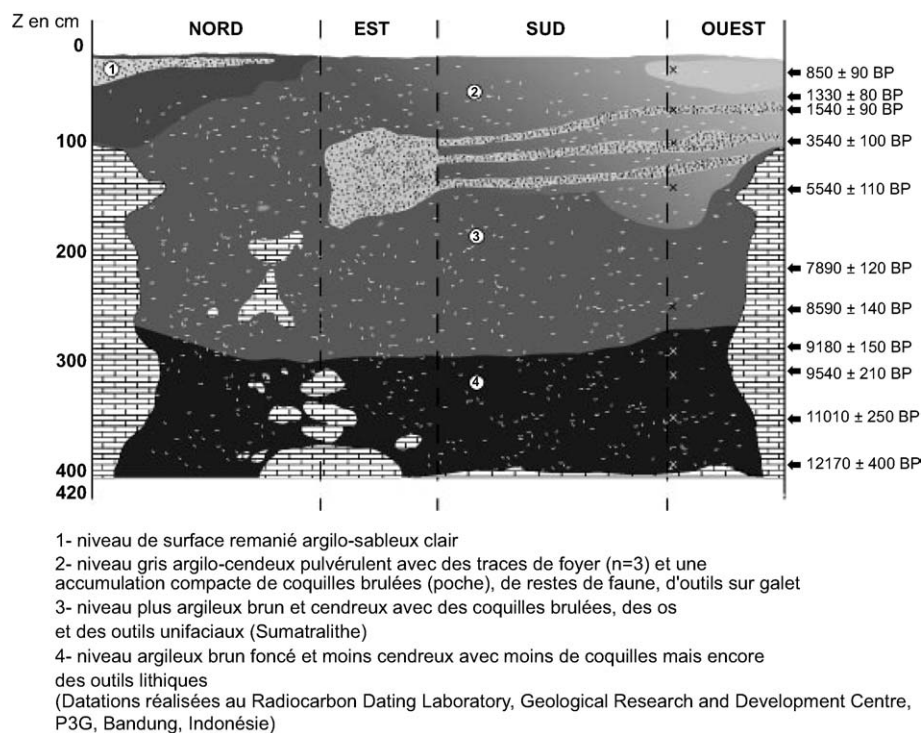 Z en cm
NORD EST SUD OUEST
0
1
850 ± 90 BP
2
1330 ± 80 BP
1540 ± 90 BP
100
3540 ± 100 BP
5540 ± 110 BP
3
200
7890 ± 120 BP
8590 ± 140 BP
9180 ± 150 BP
300
9540 ± 210 BP
4
11010 ± 250 BP
400
12170 ± 400 BP
420
1- niveau de surface remanié argilo-sableux clair
2- niveau gris argilo-cendeux pulvérulent avec des traces de foyer (n=3) et une
accumulation compacte de coquilles brulées (poche), de restes de faune, d'outils sur galet
3- niveau plus argileux brun et cendreux avec des coquilles brulées, des os
et des outils unifaciaux (Sumatralithe)
4- niveau argileux brun foncé et moins cendreux avec moins de coquilles mais encore
des outils lithiques
(Datations réalisées au Radiocarbon Dating Laboratory, Geological Research and Development Centre,
P3G, Bandung, Indonésie)